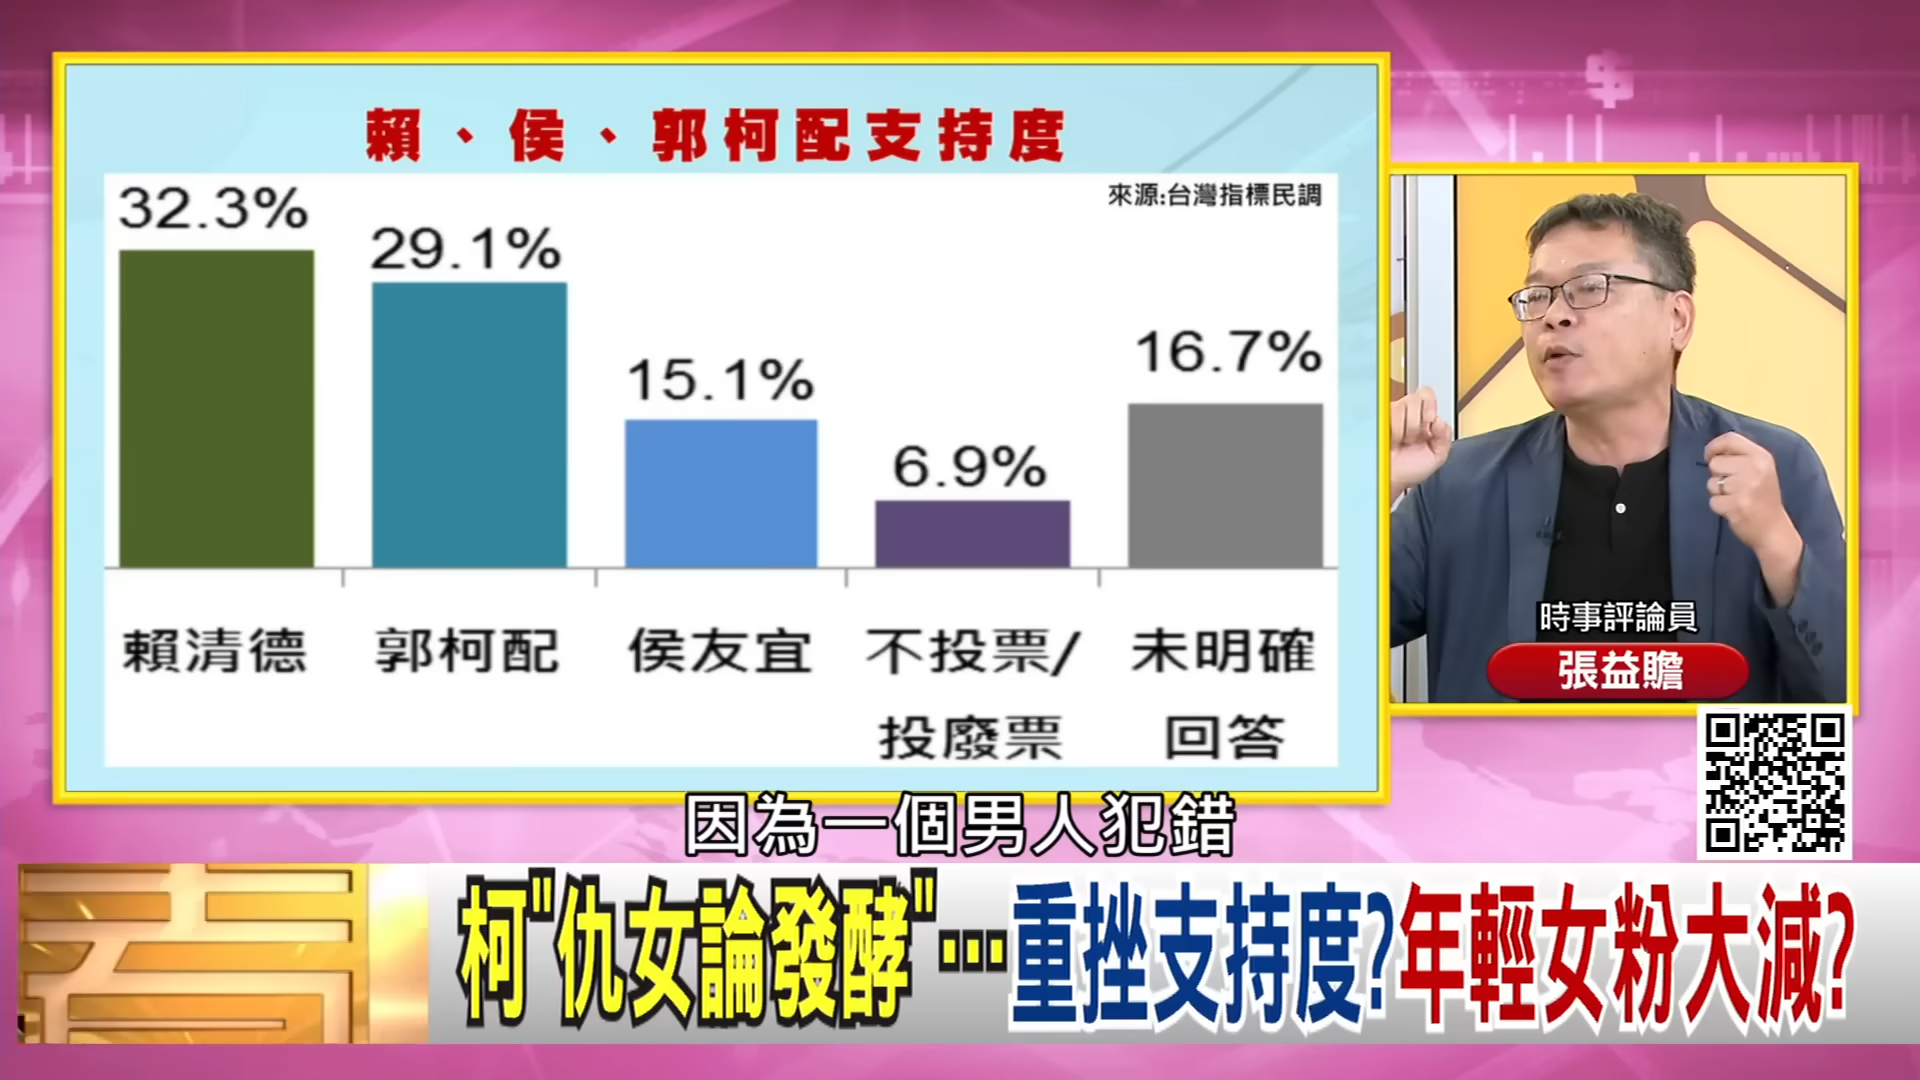 賴、侯、郭柯配支持度
來源:台灣指標民調
32.3%
29.1%
15.1%
6.9%
16.7%
賴清德
郭柯配
侯友宜
不投票/
投廢票
未明確
回答
時事評論員
張益贍
因為一個男人犯錯
柯"仇女論發酵"…重挫支持度?年輕女粉大減?